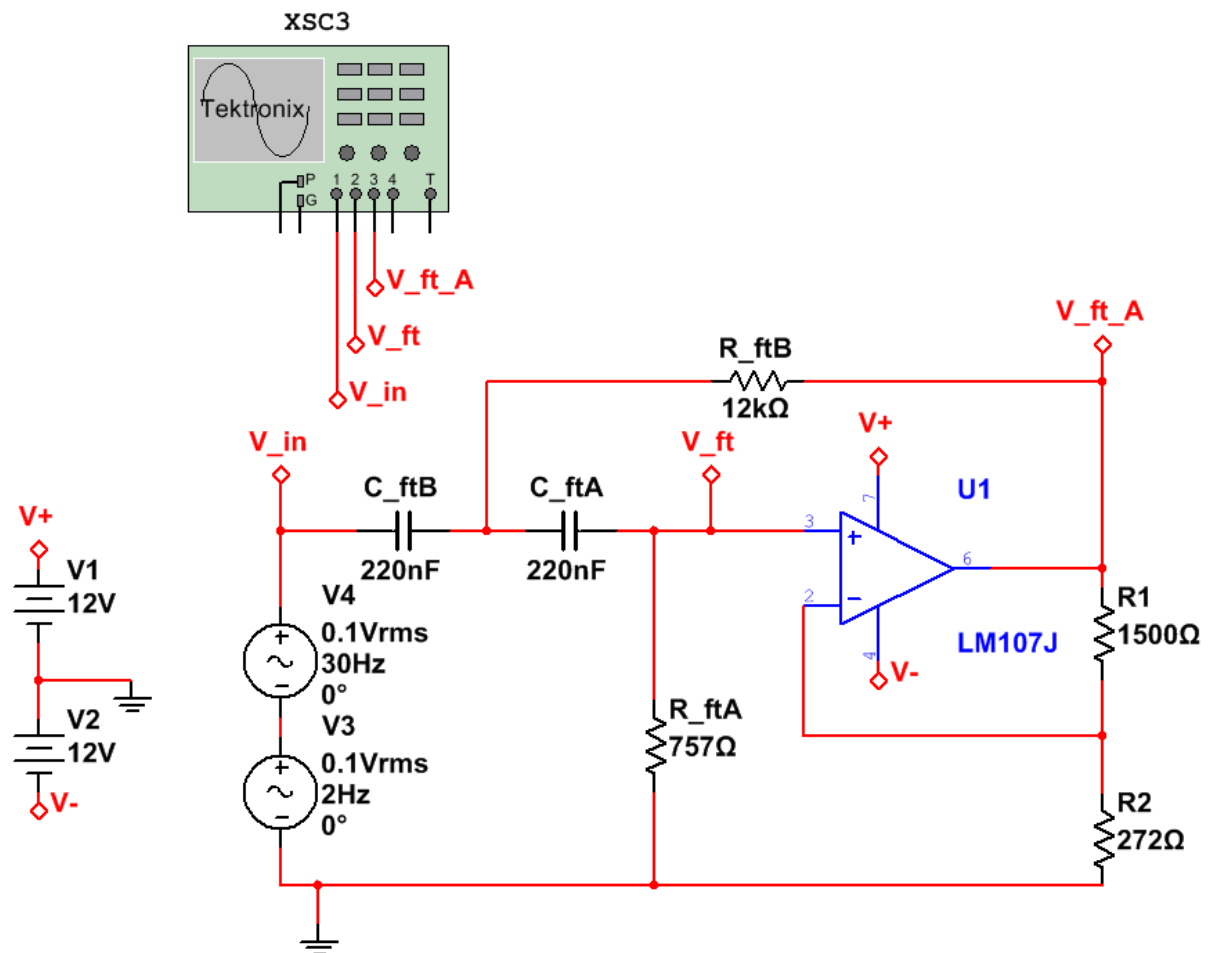 XSC3
Tektronix
P
G
1 2 3 4 T
V_ft_A
V_ft
V_in
V_ft_A
R_ftB
12kΩ
V+
V_in
V_ft
C_ftB
220nF
C_ftA
220nF
U1
7
3
+
6
2
−
4
LM107J
V-
R1
1500Ω
V+
V1
12V
V2
12V
V-
V4
+
0.1Vrms
30Hz
−
0°
V3
+
0.1Vrms
2Hz
−
0°
R_ftA
757Ω
R2
272Ω